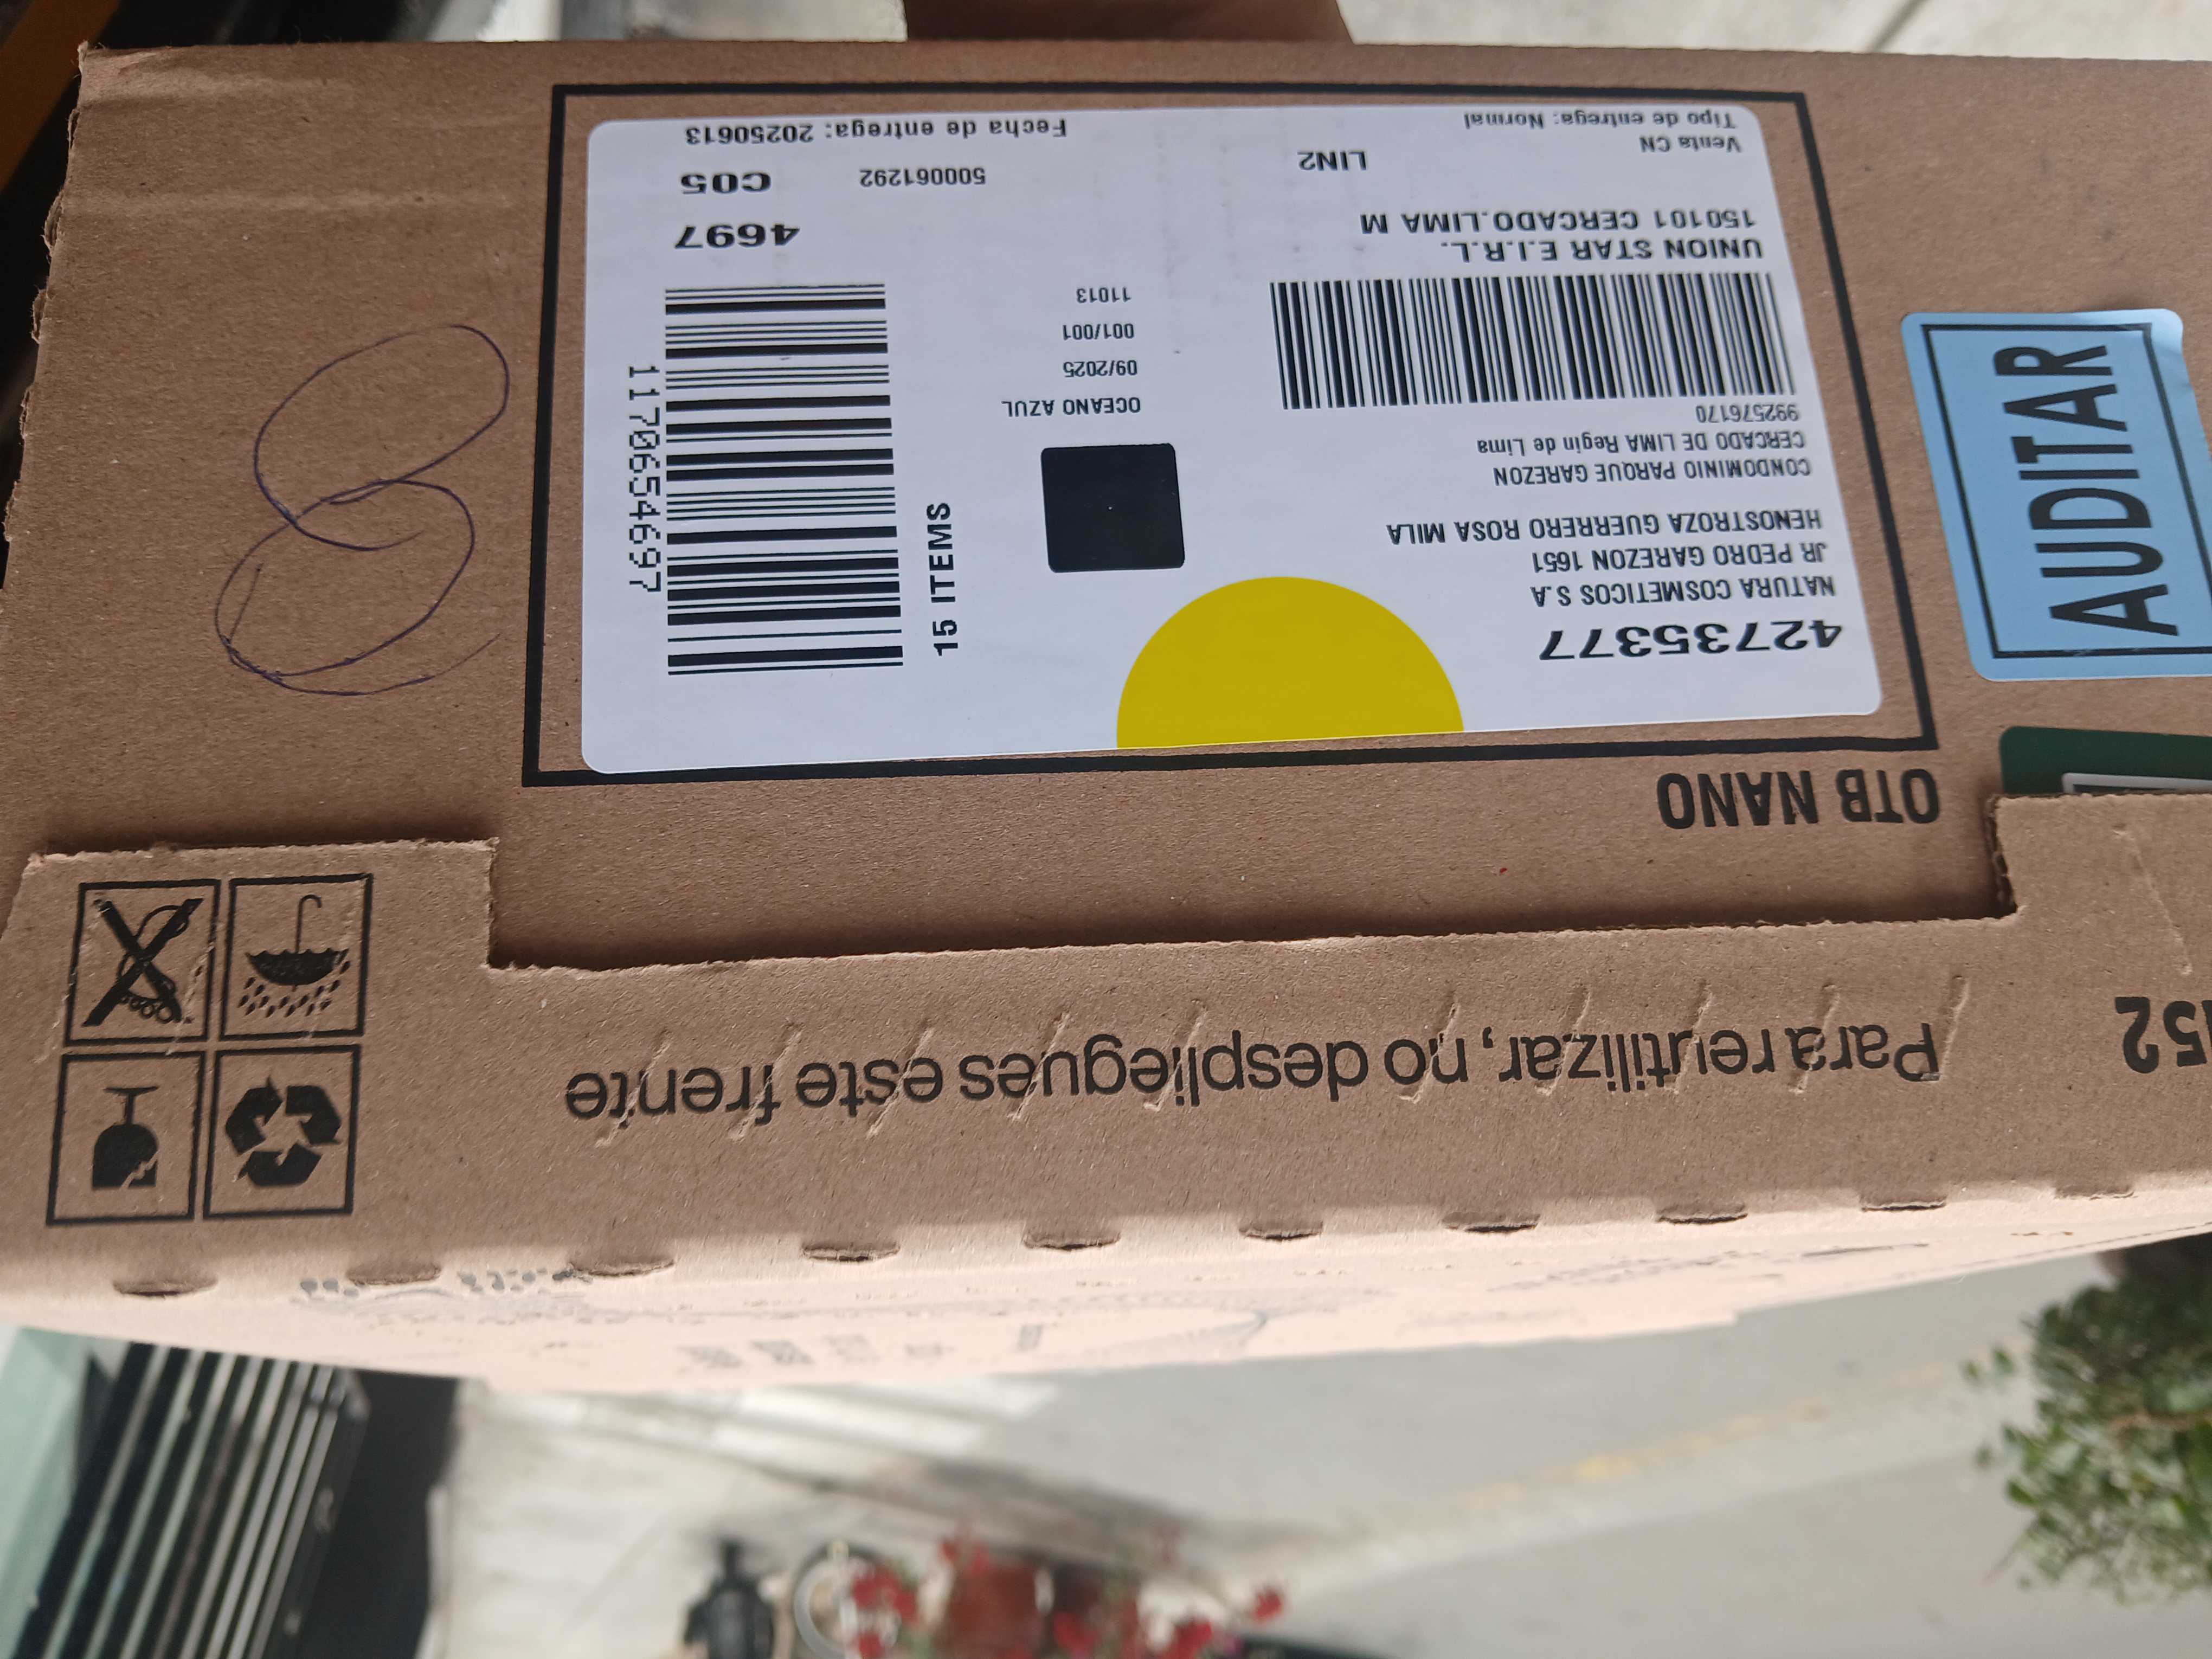 Para reutilizar, no despliegues este frente
OTB NANO
42735377
NATURA COSMETICOS S.A
JR PEDRO GAREZON 1651
HENOSTROZA GUERRERO ROSA MILA
CONDOMINIO PARQUE GAREZON
CERCADO DE LIMA Regin de Lima
992576170
UNION STAR E.I.R.L.
150101 CERCADO.LIMA M
LIN2
Venta CN
Tipo de entrega: Normal
OCEANO AZUL
09/2025
001/001
11013
500061292
Fecha de entrega: 20250613
15 ITEMS
1170654697
4697
C05
AUDITAR
8